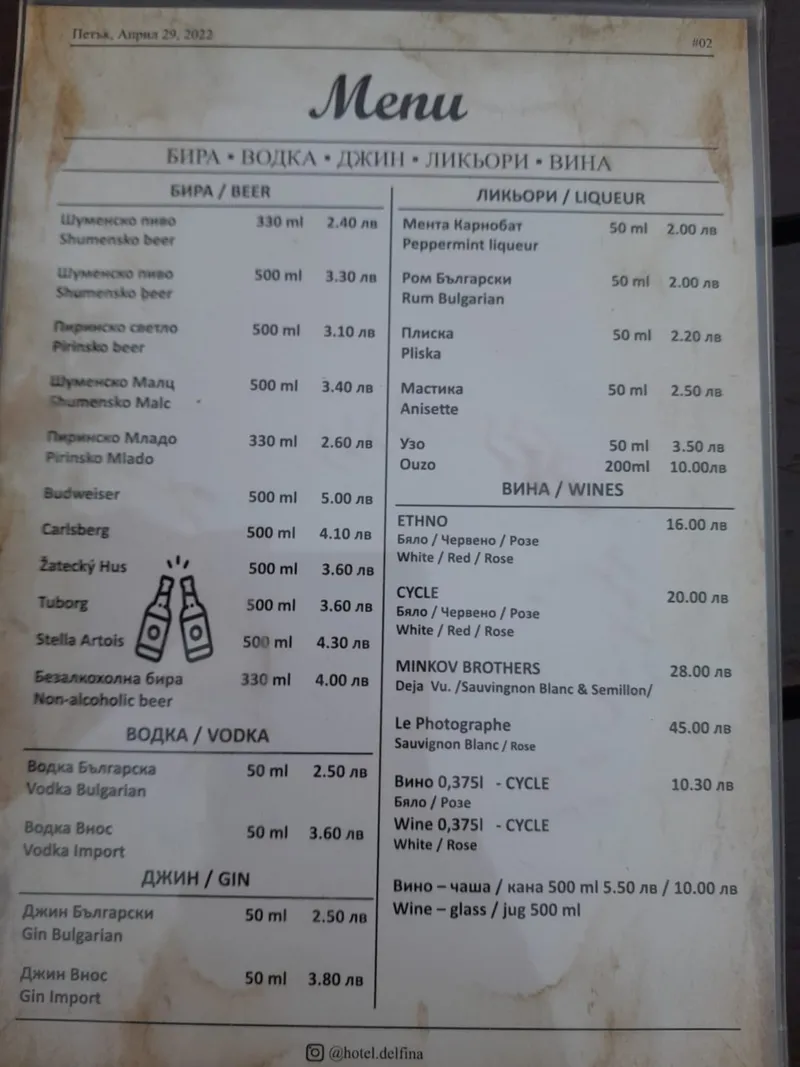 Петък, Април 29, 2022
#02
Menu
БИРА • ВОДКА • ДЖИН • ЛИКЬОРИ • ВИНА
БИРА / BEER
Шуменско пиво 330 ml 2.40 лв
Shumensko beer
Шуменско пиво 500 ml 3.30 лв
Shumensko beer
Пиринско светло 500 ml 3.10 лв
Pirinsko beer
Шуменско Малц 500 ml 3.40 лв
Shumensko Malc
Пиринско Младо 330 ml 2.60 лв
Pirinsko Mlado
Budweiser 500 ml 5.00 лв
Carlsberg 500 ml 4.10 лв
Žatecký Hus 500 ml 3.60 лв
Tuborg 500 ml 3.60 лв
Stella Artois 500 ml 4.30 лв
Безалкохолна бира 330 ml 4.00 лв
Non-alcoholic beer
ВОДКА / VODKA
Водка Българска 50 ml 2.50 лв
Vodka Bulgarian
Водка Внос 50 ml 3.60 лв
Vodka Import
ДЖИН / GIN
Джин Български 50 ml 2.50 лв
Gin Bulgarian
Джин Внос 50 ml 3.80 лв
Gin Import
ЛИКЬОРИ / LIQUEUR
Мента Карнобат 50 ml 2.00 лв
Peppermint liqueur
Ром Български 50 ml 2.00 лв
Rum Bulgarian
Плиска 50 ml 2.20 лв
Pliska
Мастика 50 ml 2.50 лв
Anisette
Узо 50 ml 3.50 лв
Ouzo 200ml 10.00лв
ВИНА / WINES
ETHNO 16.00 лв
Бяло / Червено / Розе
White / Red / Rose
CYCLE 20.00 лв
Бяло / Червено / Розе
White / Red / Rose
MINKOV BROTHERS 28.00 лв
Deja Vu. /Sauvingnon Blanc & Semillon/
Le Photographe 45.00 лв
Sauvignon Blanc / Rose
Вино 0,375l - CYCLE 10.30 лв
Бяло / Розе
Wine 0,375l - CYCLE
White / Rose
Вино – чаша / кана 500 ml 5.50 лв / 10.00 лв
Wine – glass / jug 500 ml
@hotel.delfina